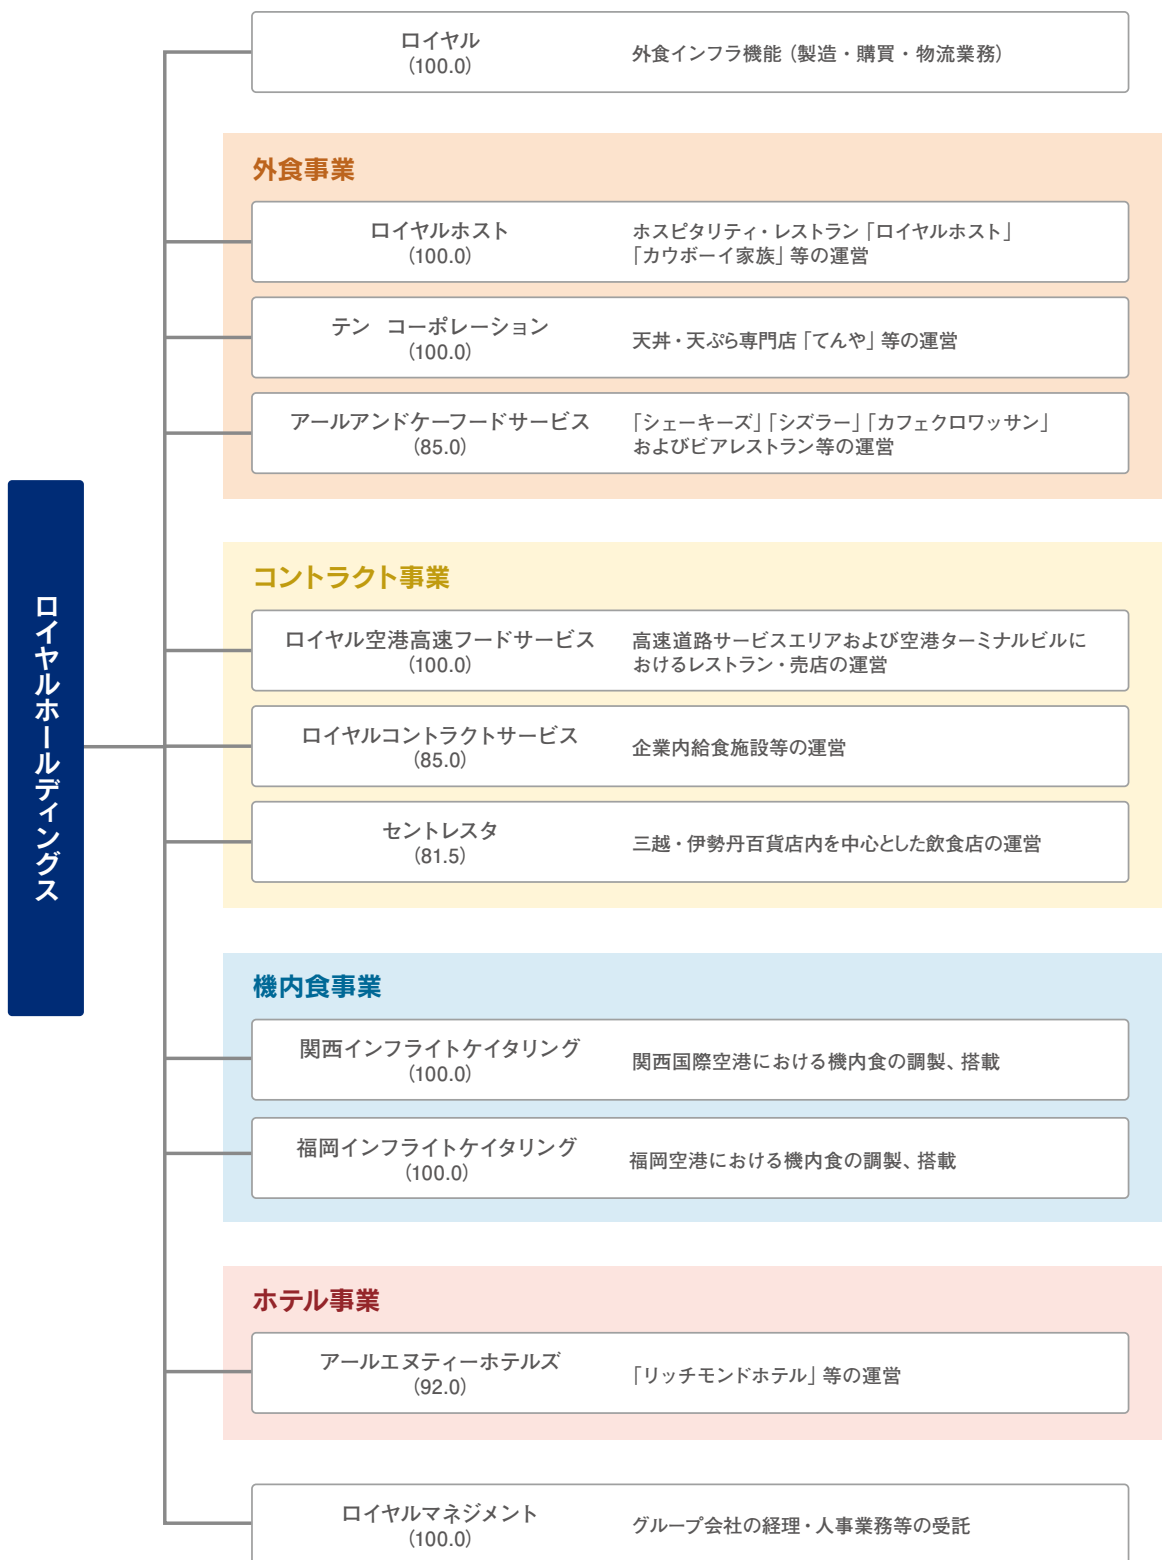 ロイヤルホールディングス
ロイヤル
(100.0)
外食インフラ機能(製造・購買・物流業務)
外食事業
ロイヤルホスト
(100.0)
ホスピタリティ・レストラン「ロイヤルホスト」
「カウボーイ家族」等の運営
テン コーポレーション
(100.0)
天丼・天ぷら専門店「てんや」等の運営
アールアンドケーフードサービス
(85.0)
「シェーキーズ」「シズラー」「カフェクロワッサン」
およびビアレストラン等の運営
コントラクト事業
ロイヤル空港高速フードサービス
(100.0)
高速道路サービスエリアおよび空港ターミナルビルに
おけるレストラン・売店の運営
ロイヤルコントラクトサービス
(85.0)
企業内給食施設等の運営
セントレスタ
(81.5)
三越・伊勢丹百貨店内を中心とした飲食店の運営
機内食事業
関西インフライトケイタリング
(100.0)
関西国際空港における機内食の調製、搭載
福岡インフライトケイタリング
(100.0)
福岡空港における機内食の調製、搭載
ホテル事業
アールエヌティーホテルズ
(92.0)
「リッチモンドホテル」等の運営
ロイヤルマネジメント
(100.0)
グループ会社の経理・人事業務等の受託